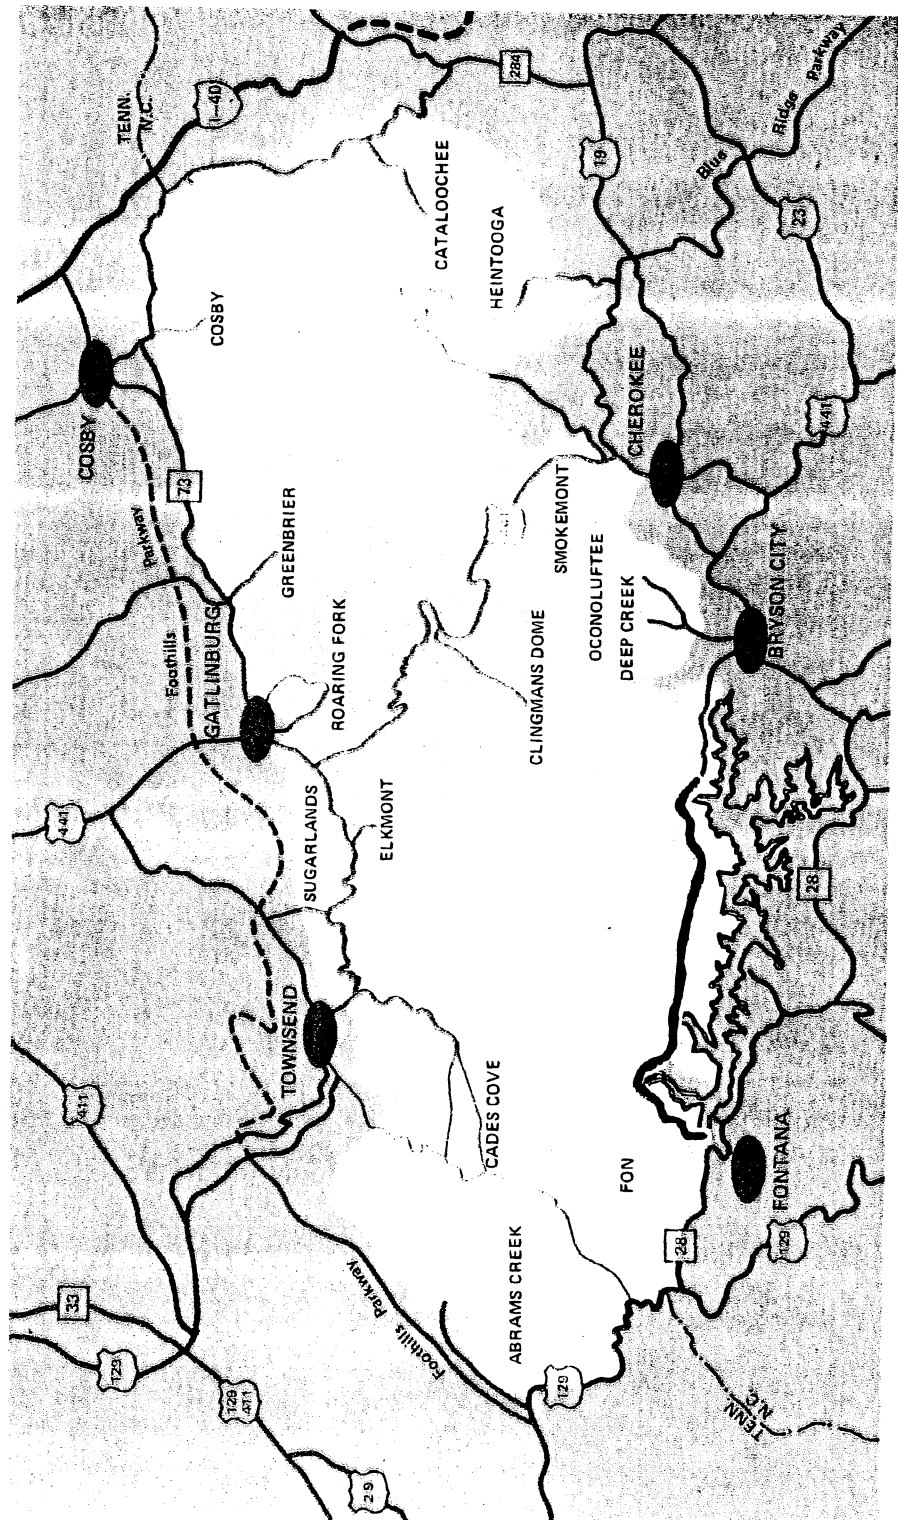 TENN.
N.C.
I-40
284
19
Blue
Ridge
Parkway
23
CATALOOCHEE
HEINTOOGA
COSBY
COSBY
CHEROKEE
441
73
Parkway
Foothills
GREENBRIER
SMOKEMONT
OCONOLUFTEE
DEEP CREEK
BRYSON CITY
GATLINBURG
ROARING FORK
CLINGMANS DOME
441
SUGARLANDS
ELKMONT
28
TOWNSEND
411
CADES COVE
FON
FONTANA
28
129
ABRAMS CREEK
Foothills
Parkway
33
129
129
411
129
TENN.
N.C.